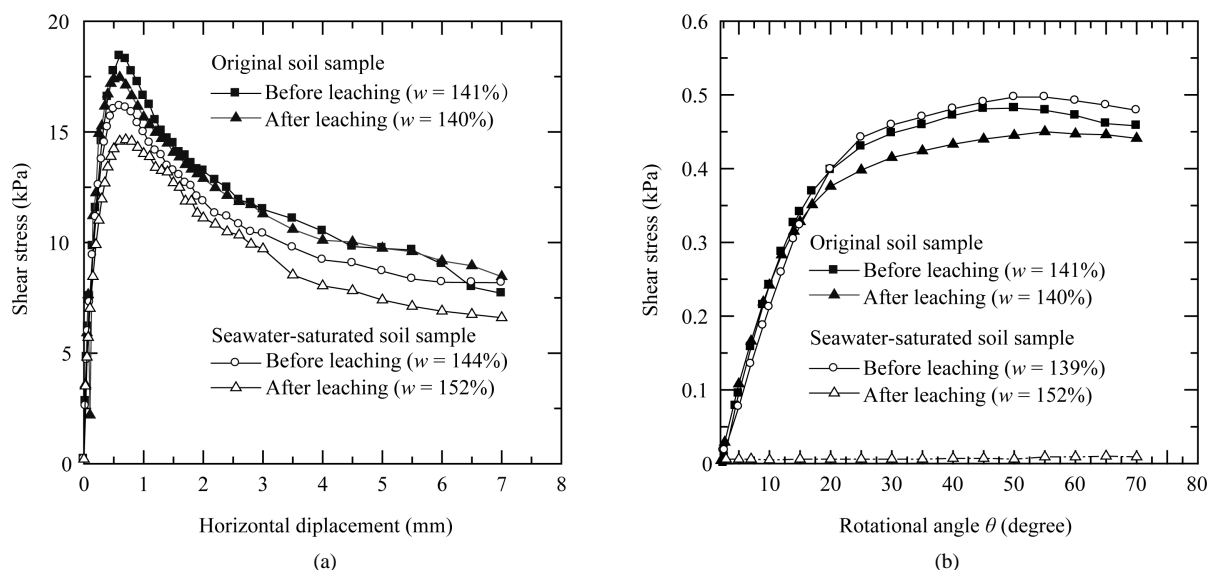 20
15
10
5
0
Shear stress (kPa)
Original soil sample
Before leaching (w = 141%)
After leaching (w = 140%)
Seawater-saturated soil sample
Before leaching (w = 144%)
After leaching (w = 152%)
0 1 2 3 4 5 6 7 8
Horizontal diplacement (mm)
(a)
0.6
0.5
0.4
0.3
0.2
0.1
0
Shear stress (kPa)
Original soil sample
Before leaching (w = 141%)
After leaching (w = 140%)
Seawater-saturated soil sample
Before leaching (w = 139%)
After leaching (w = 152%)
10 20 30 40 50 60 70 80
Rotational angle θ (degree)
(b)